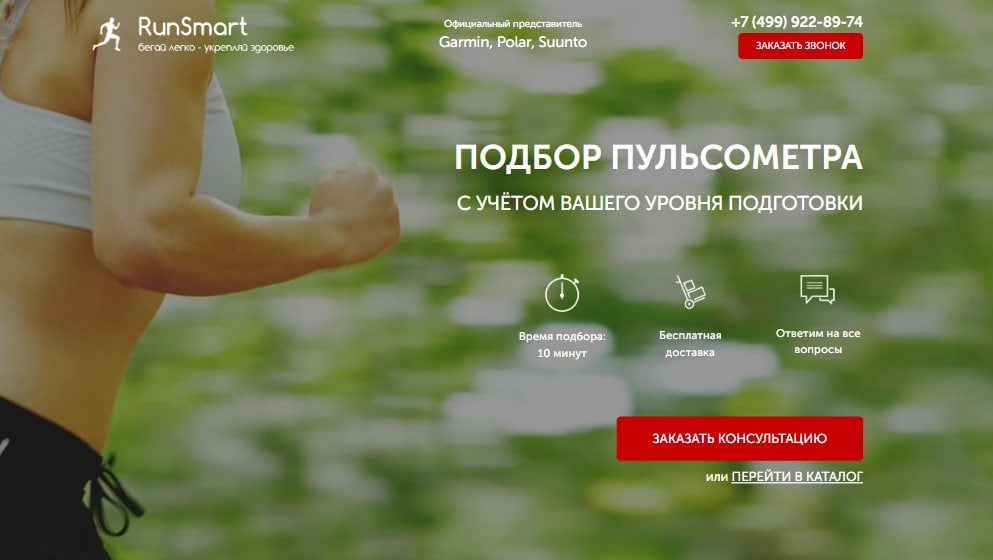 RunSmart
бегай легко - укрепляй здоровье
Официальный представитель
Garmin, Polar, Suunto
+7 (499) 922-89-74
ЗАКАЗАТЬ ЗВОНОК
ПОДБОР ПУЛЬСОМЕТРА
С УЧЁТОМ ВАШЕГО УРОВНЯ ПОДГОТОВКИ
Время подбора:
10 минут
Бесплатная
доставка
Ответим на все
вопросы
ЗАКАЗАТЬ КОНСУЛЬТАЦИЮ
или ПЕРЕЙТИ В КАТАЛОГ